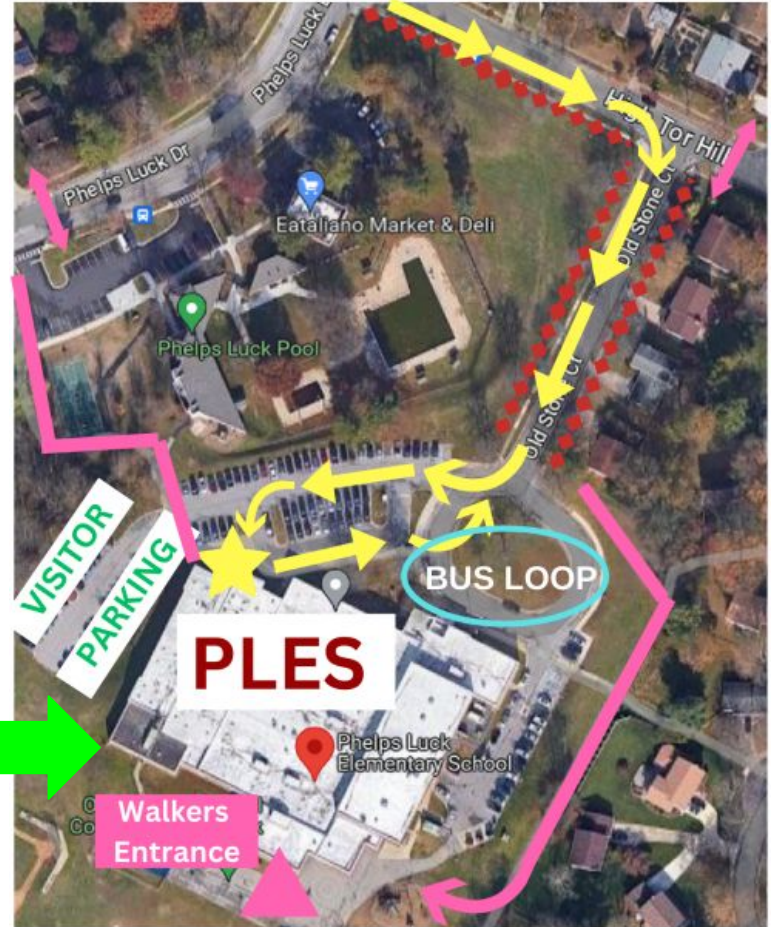 Phelps Luck D
High Tor Hill
Phelps Luck Dr
Old Stone Ct
Eataliano Market & Deli
Phelps Luck Pool
Old Stone Ct
VISITOR
PARKING
BUS LOOP
PLES
Phelps Luck
Elementary School
Walkers
Entrance